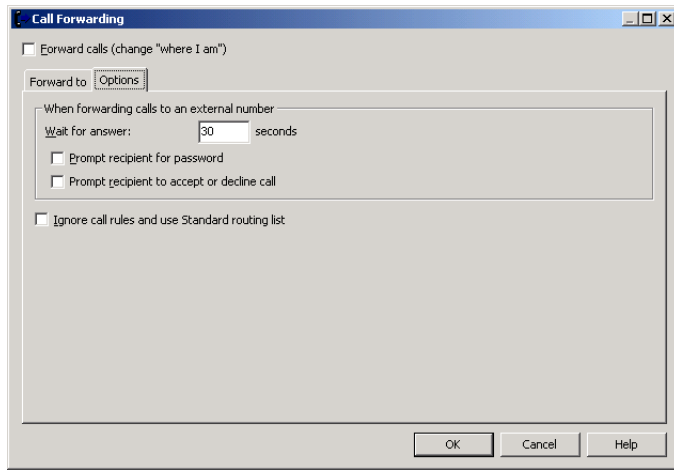 Call Forwarding
Forward calls (change "where I am")
Forward to Options
When forwarding calls to an external number
Wait for answer: 30 seconds
Prompt recipient for password
Prompt recipient to accept or decline call
Ignore call rules and use Standard routing list
OK Cancel Help